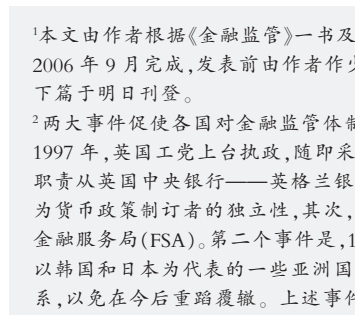 ¹本文由作者根据《金融监管》一书及
2006 年 9 月完成,发表前由作者作
下篇于明日刊登。
²两大事件促使各国对金融监管体
1997 年,英国工党上台执政,随即采
职责从英国中央银行——英格兰银
为货币政策制订者的独立性,其次,
金融服务局(FSA)。第二个事件是,1
以韩国和日本为代表的一些亚洲国
系,以免在今后重蹈覆辙。上述事件